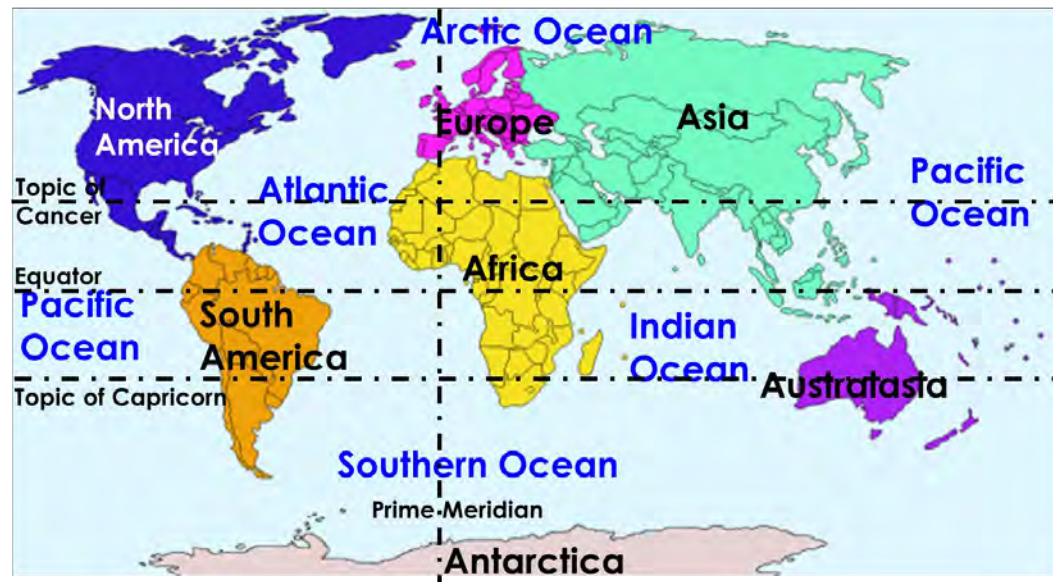 Arctic Ocean
North
America
Europe
Asia
Topic of
Cancer
Atlantic
Ocean
Pacific
Ocean
Equator
Africa
Pacific
Ocean
South
America
Indian
Ocean
Topic of Capricorn
Australasia
Southern Ocean
Prime Meridian
Antarctica